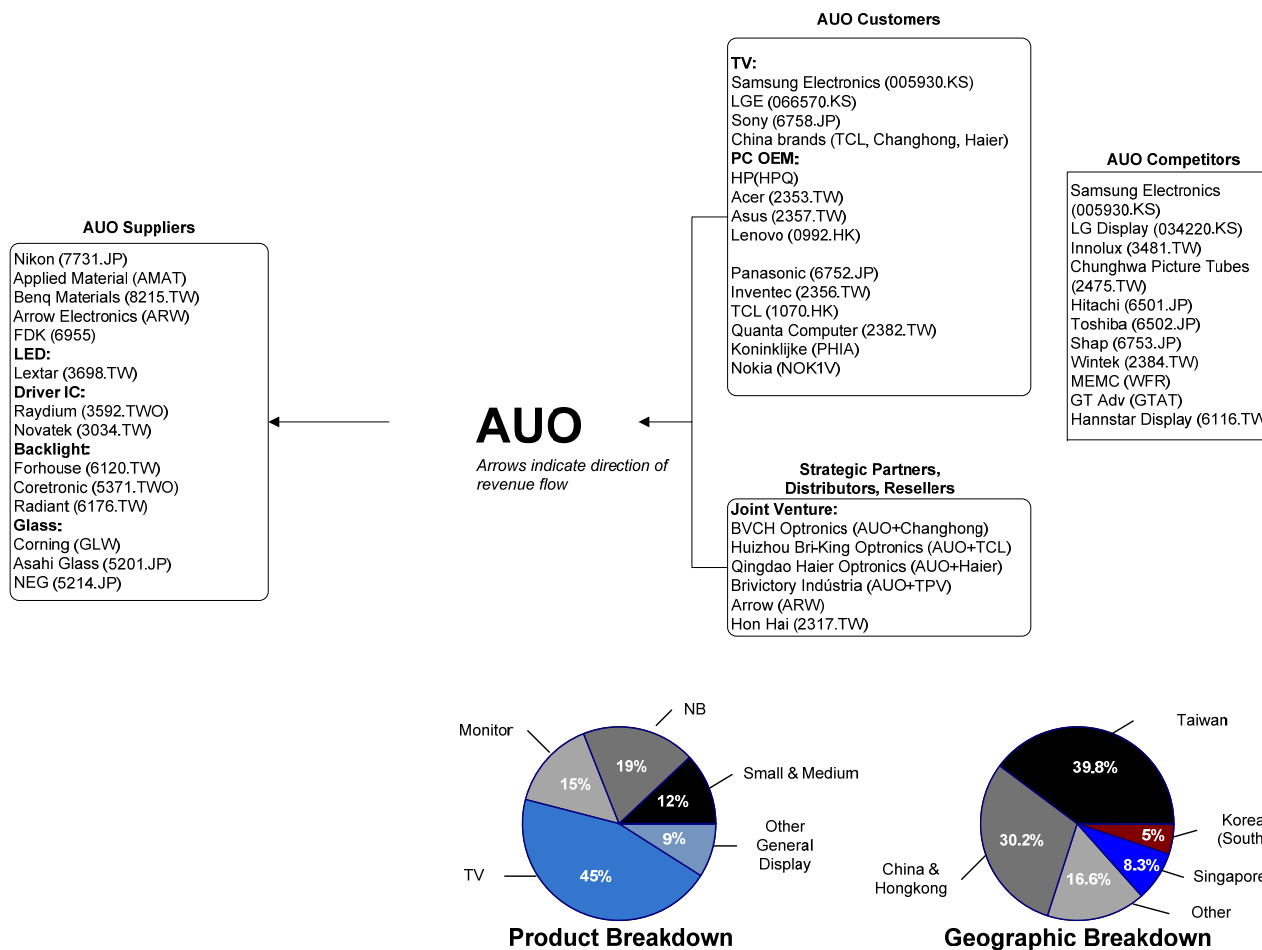 AUO Customers
TV:
Samsung Electronics (005930.KS)
LGE (066570.KS)
Sony (6758.JP)
China brands (TCL, Changhong, Haier)
PC OEM:
HP(HPQ)
Acer (2353.TW)
Asus (2357.TW)
Lenovo (0992.HK)
Panasonic (6752.JP)
Inventec (2356.TW)
TCL (1070.HK)
Quanta Computer (2382.TW)
Koninklijke (PHIA)
Nokia (NOK1V)
AUO Competitors
Samsung Electronics
(005930.KS)
LG Display (034220.KS)
Innolux (3481.TW)
Chunghwa Picture Tubes
(2475.TW)
Hitachi (6501.JP)
Toshiba (6502.JP)
Shap (6753.JP)
Wintek (2384.TW)
MEMC (WFR)
GT Adv (GTAT)
Hannstar Display (6116.TW
AUO Suppliers
Nikon (7731.JP)
Applied Material (AMAT)
Benq Materials (8215.TW)
Arrow Electronics (ARW)
FDK (6955)
LED:
Lextar (3698.TW)
Driver IC:
Raydium (3592.TWO)
Novatek (3034.TW)
Backlight:
Forhouse (6120.TW)
Coretronic (5371.TWO)
Radiant (6176.TW)
Glass:
Corning (GLW)
Asahi Glass (5201.JP)
NEG (5214.JP)
AUO
Arrows indicate direction of
revenue flow
Strategic Partners,
Distributors, Resellers
Joint Venture:
BVCH Optronics (AUO+Changhong)
Huizhou Bri-King Optronics (AUO+TCL)
Qingdao Haier Optronics (AUO+Haier)
Brivictory Indústria (AUO+TPV)
Arrow (ARW)
Hon Hai (2317.TW)
NB
Monitor
19%
15%
Small & Medium
12%
Other
General
Display
9%
TV
45%
Product Breakdown
Taiwan
39.8%
Korea
(South
5%
30.2%
8.3%
Singapore
China &
Hongkong
16.6%
Other
Geographic Breakdown